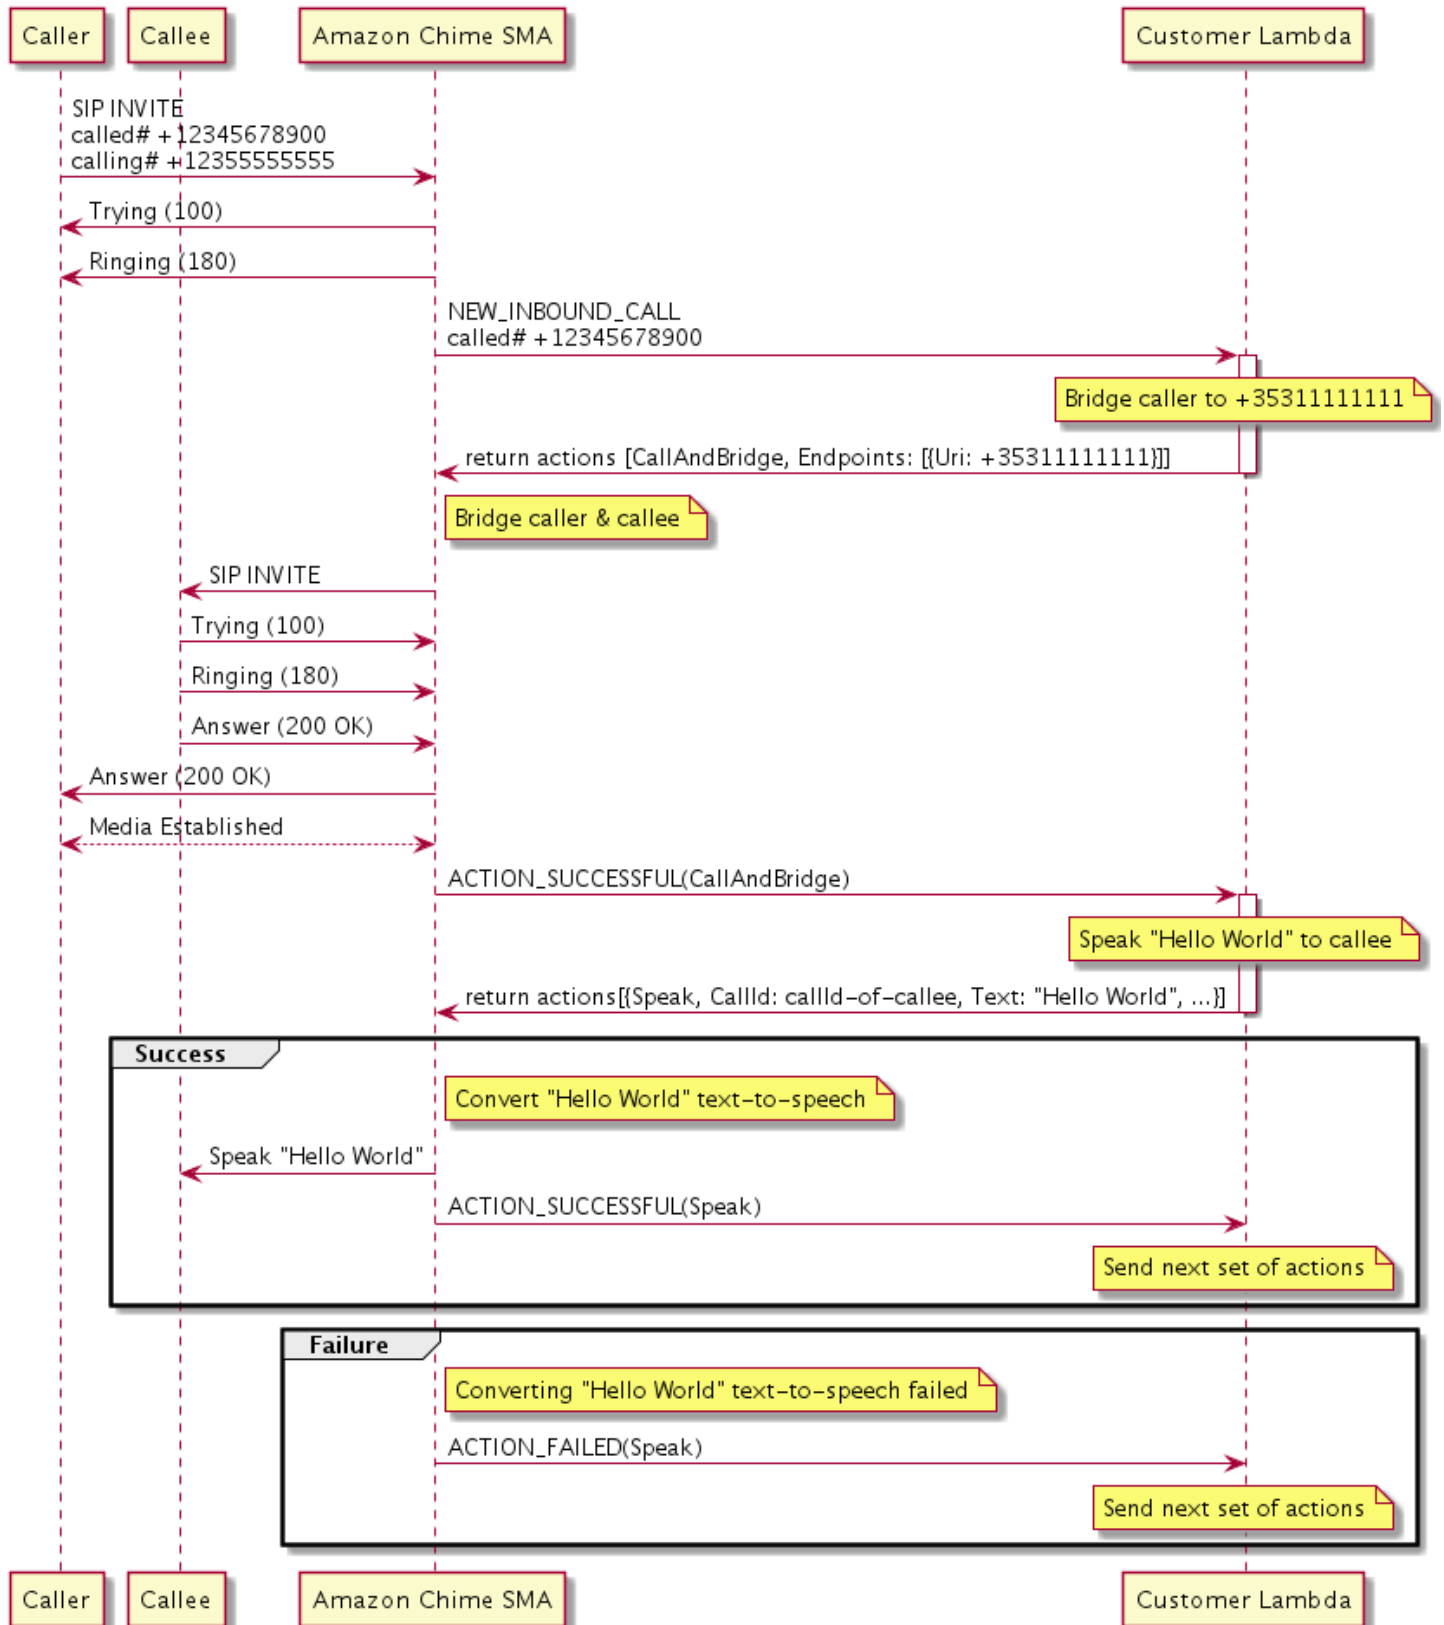 Caller
Callee
Amazon Chime SMA
Customer Lambda
SIP INVITE
called# +12345678900
calling# +12355555555
Trying (100)
Ringing (180)
NEW_INBOUND_CALL
called# +12345678900
Bridge caller to +35311111111
return actions [CallAndBridge, Endpoints: [{Uri: +35311111111}]]
Bridge caller & callee
SIP INVITE
Trying (100)
Ringing (180)
Answer (200 OK)
Answer (200 OK)
Media Established
ACTION_SUCCESSFUL(CallAndBridge)
Speak "Hello World" to callee
return actions[{Speak, CallId: callId-of-callee, Text: "Hello World", ...}]
Success
Convert "Hello World" text-to-speech
Speak "Hello World"
ACTION_SUCCESSFUL(Speak)
Send next set of actions
Failure
Converting "Hello World" text-to-speech failed
ACTION_FAILED(Speak)
Send next set of actions
Caller
Callee
Amazon Chime SMA
Customer Lambda